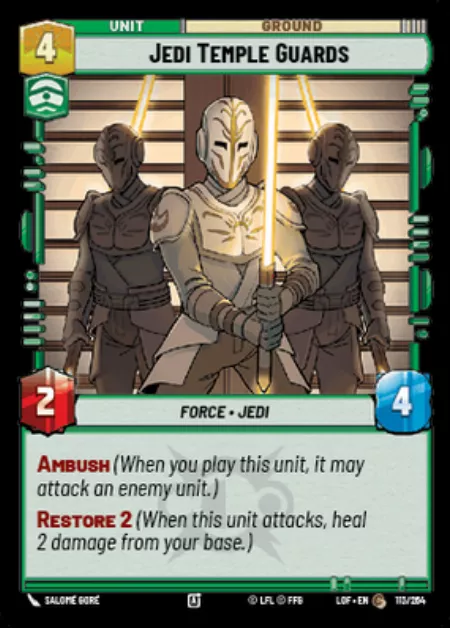 UNIT
GROUND
4
JEDI TEMPLE GUARDS
2
4
FORCE • JEDI
AMBUSH (When you play this unit, it may
attack an enemy unit.)
RESTORE 2 (When this unit attacks, heal
2 damage from your base.)
SALOMÉ GORÉ
© LFL © FFG
LOF • EN
113/264